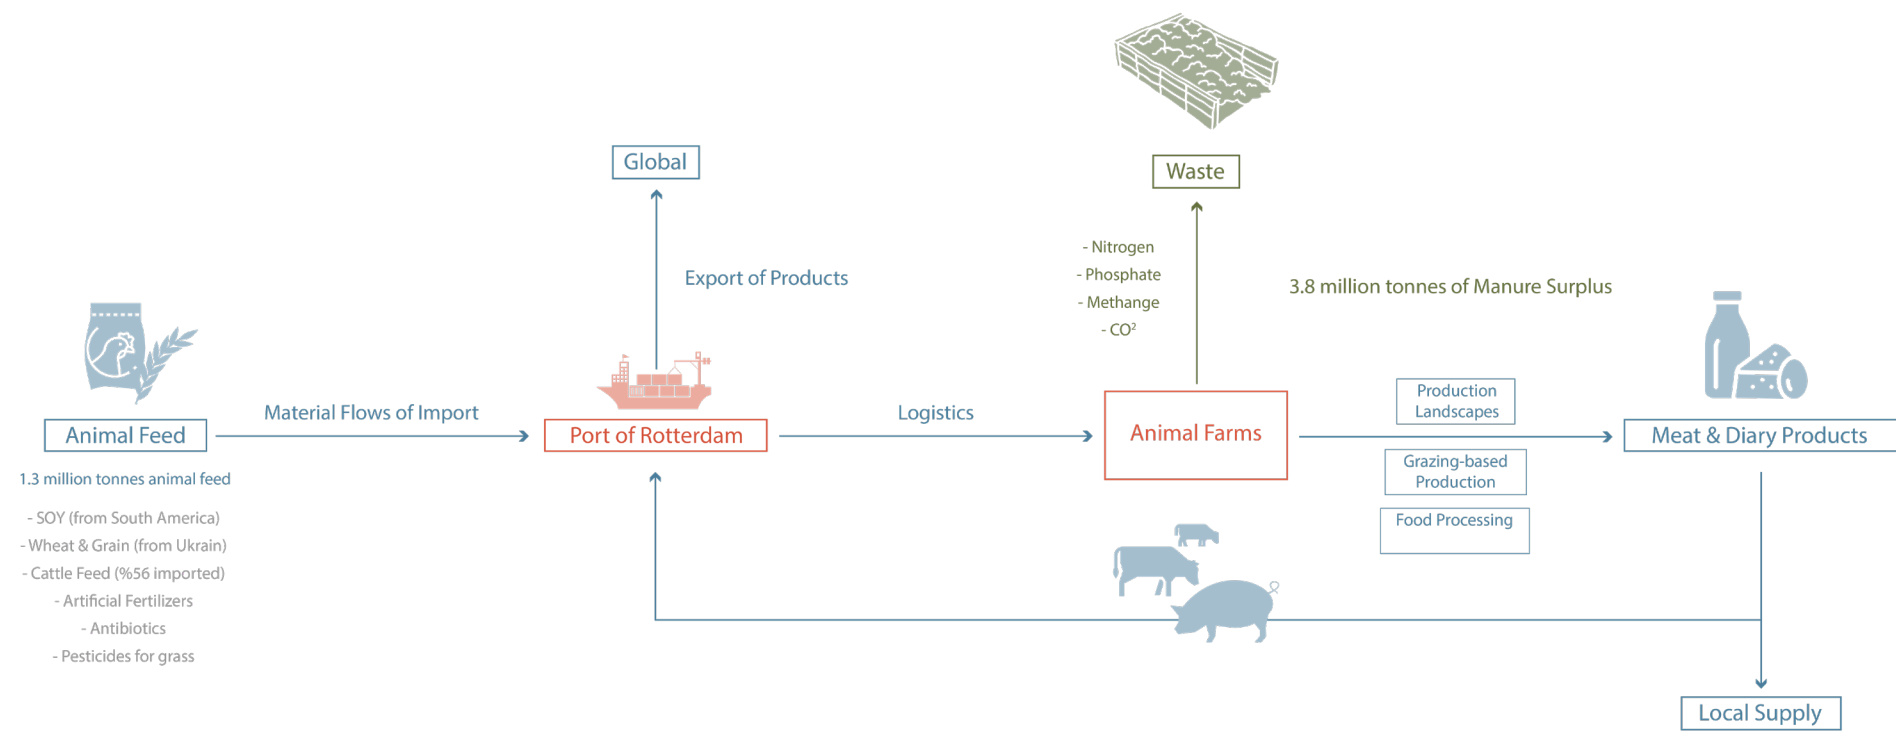 Global
Export of Products
Waste
- Nitrogen
- Phosphate
- Methange
- CO²
3.8 million tonnes of Manure Surplus
Animal Feed
Material Flows of Import
Port of Rotterdam
Logistics
Animal Farms
Production
Landscapes
Grazing-based
Production
Food Processing
Meat & Diary Products
1.3 million tonnes animal feed
- SOY (from South America)
- Wheat & Grain (from Ukrain)
- Cattle Feed (%56 imported)
- Artificial Fertilizers
- Antibiotics
- Pesticides for grass
Local Supply